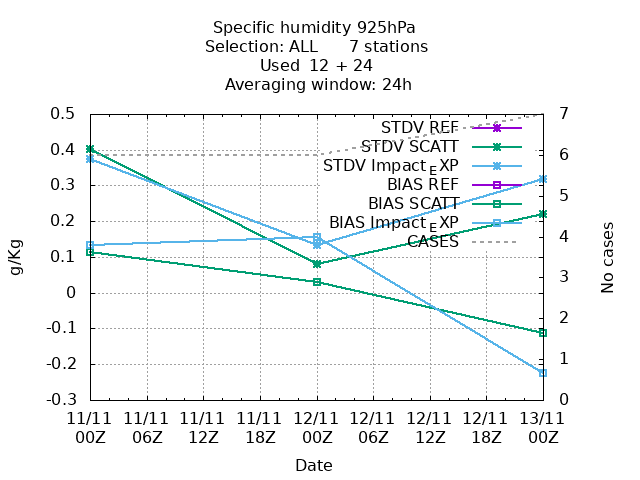 Specific humidity 925hPa
Selection: ALL 7 stations
Used 12 + 24
Averaging window: 24h
0.5
0.4
0.3
0.2
0.1
0
-0.1
-0.2
-0.3
g/Kg
STDV REF
STDV SCATT
STDV Impact_EXP
BIAS REF
BIAS SCATT
BIAS Impact_EXP
CASES
7
6
5
4
3
2
1
0
No cases
11/11 11/11 11/11 11/11 12/11 12/11 12/11 12/11 13/11
00Z 06Z 12Z 18Z 00Z 06Z 12Z 18Z 00Z
Date